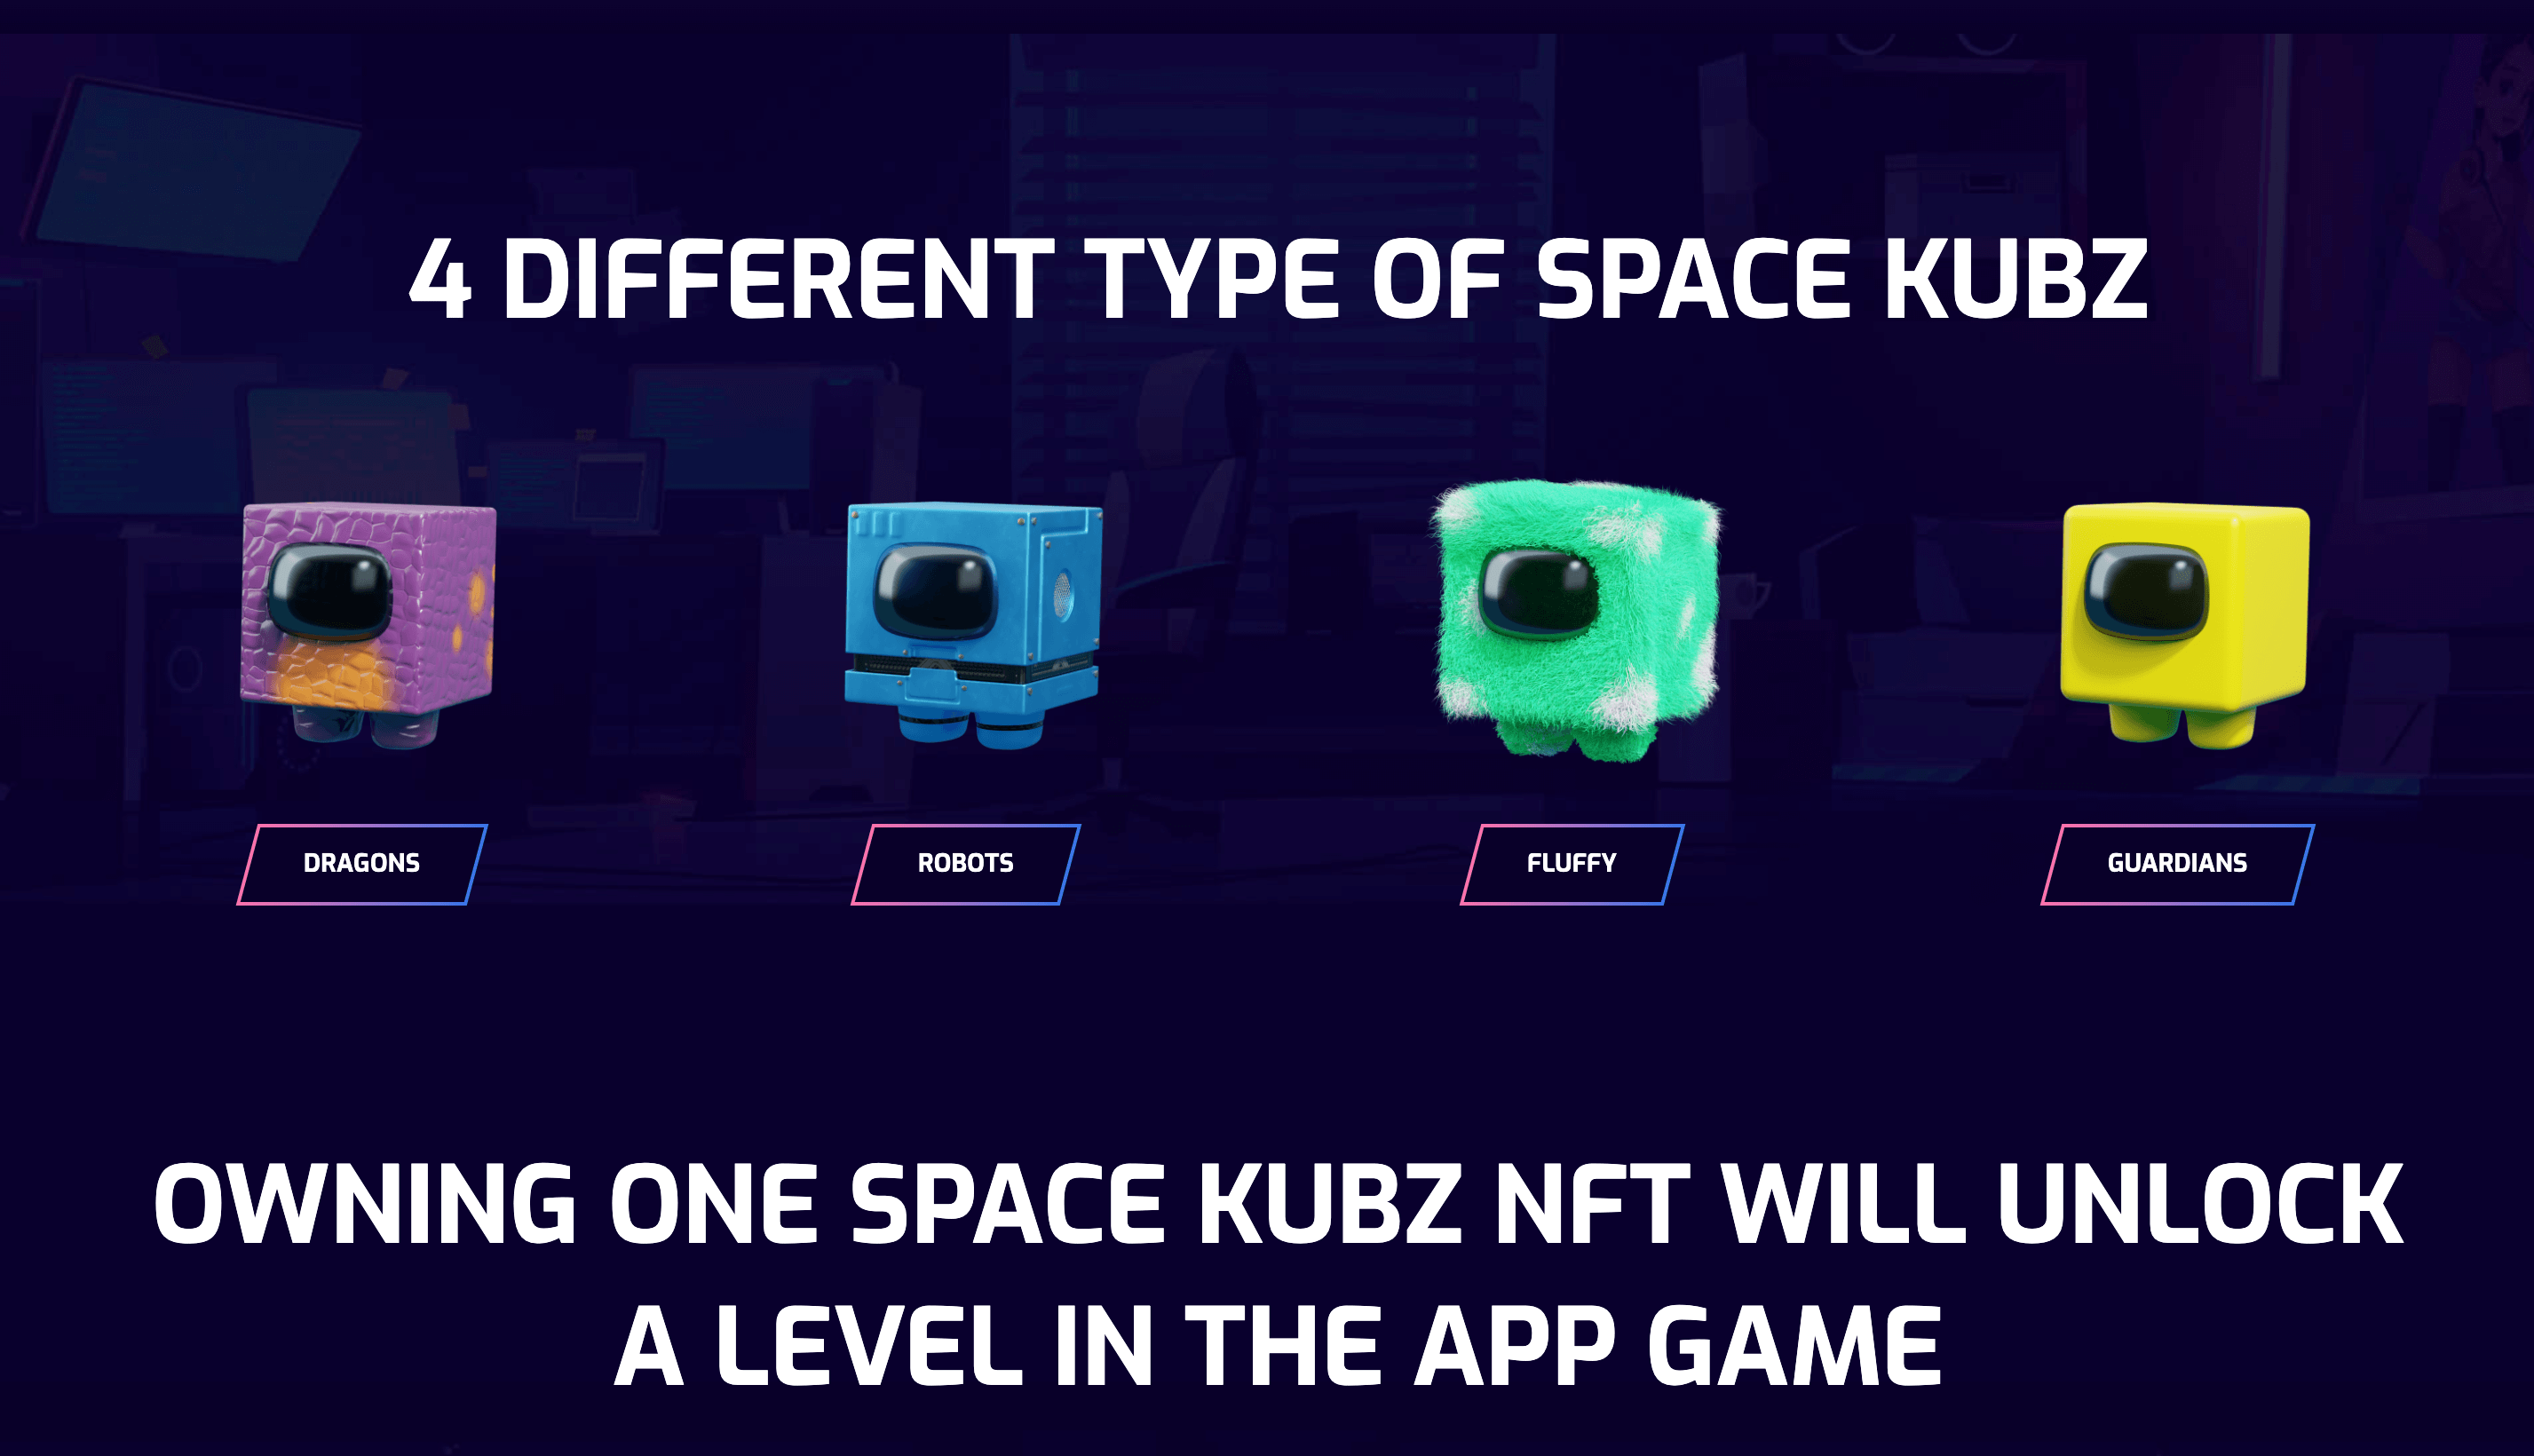 4 DIFFERENT TYPE OF SPACE KUBZ
DRAGONS
ROBOTS
FLUFFY
GUARDIANS
OWNING ONE SPACE KUBZ NFT WILL UNLOCK
A LEVEL IN THE APP GAME